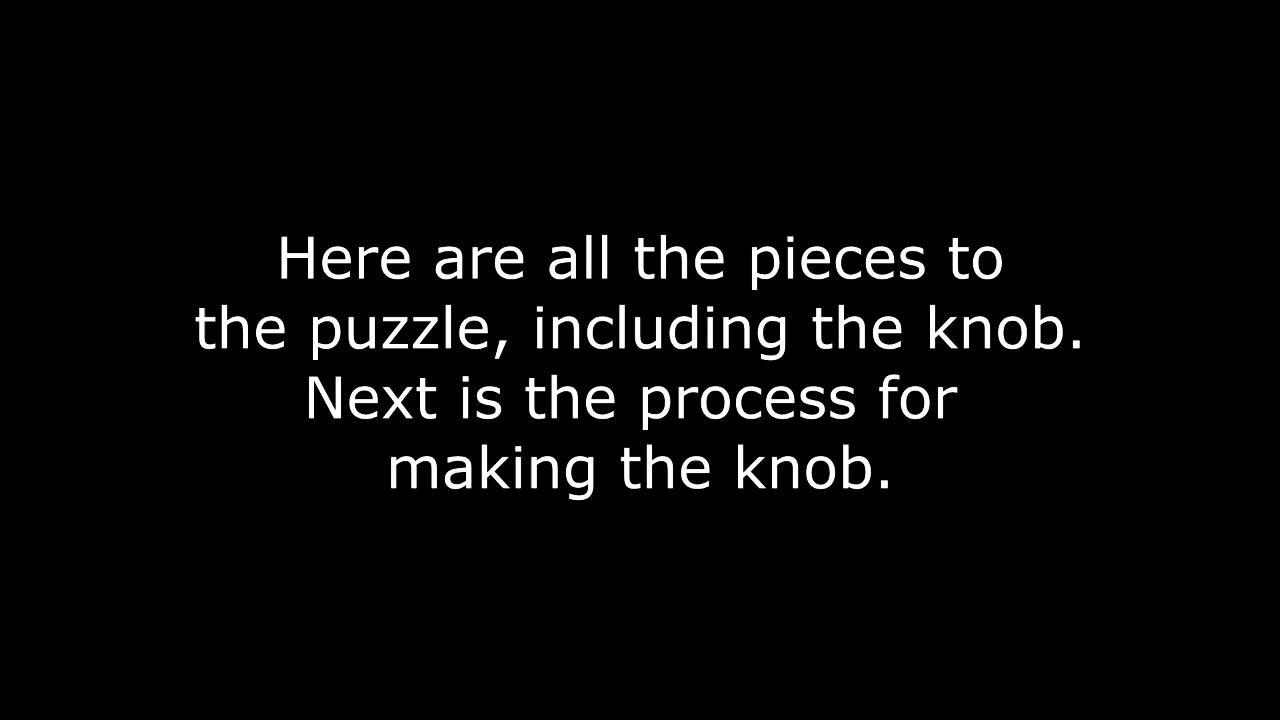 Here are all the pieces to
the puzzle, including the knob.
Next is the process for
making the knob.